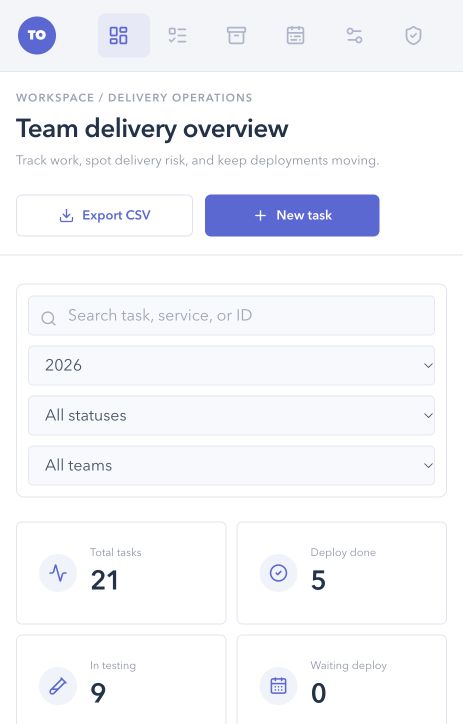 TO
WORKSPACE / DELIVERY OPERATIONS
Team delivery overview
Track work, spot delivery risk, and keep deployments moving.
Export CSV
New task
Search task, service, or ID
2026
All statuses
All teams
Total tasks
21
Deploy done
5
In testing
9
Waiting deploy
0